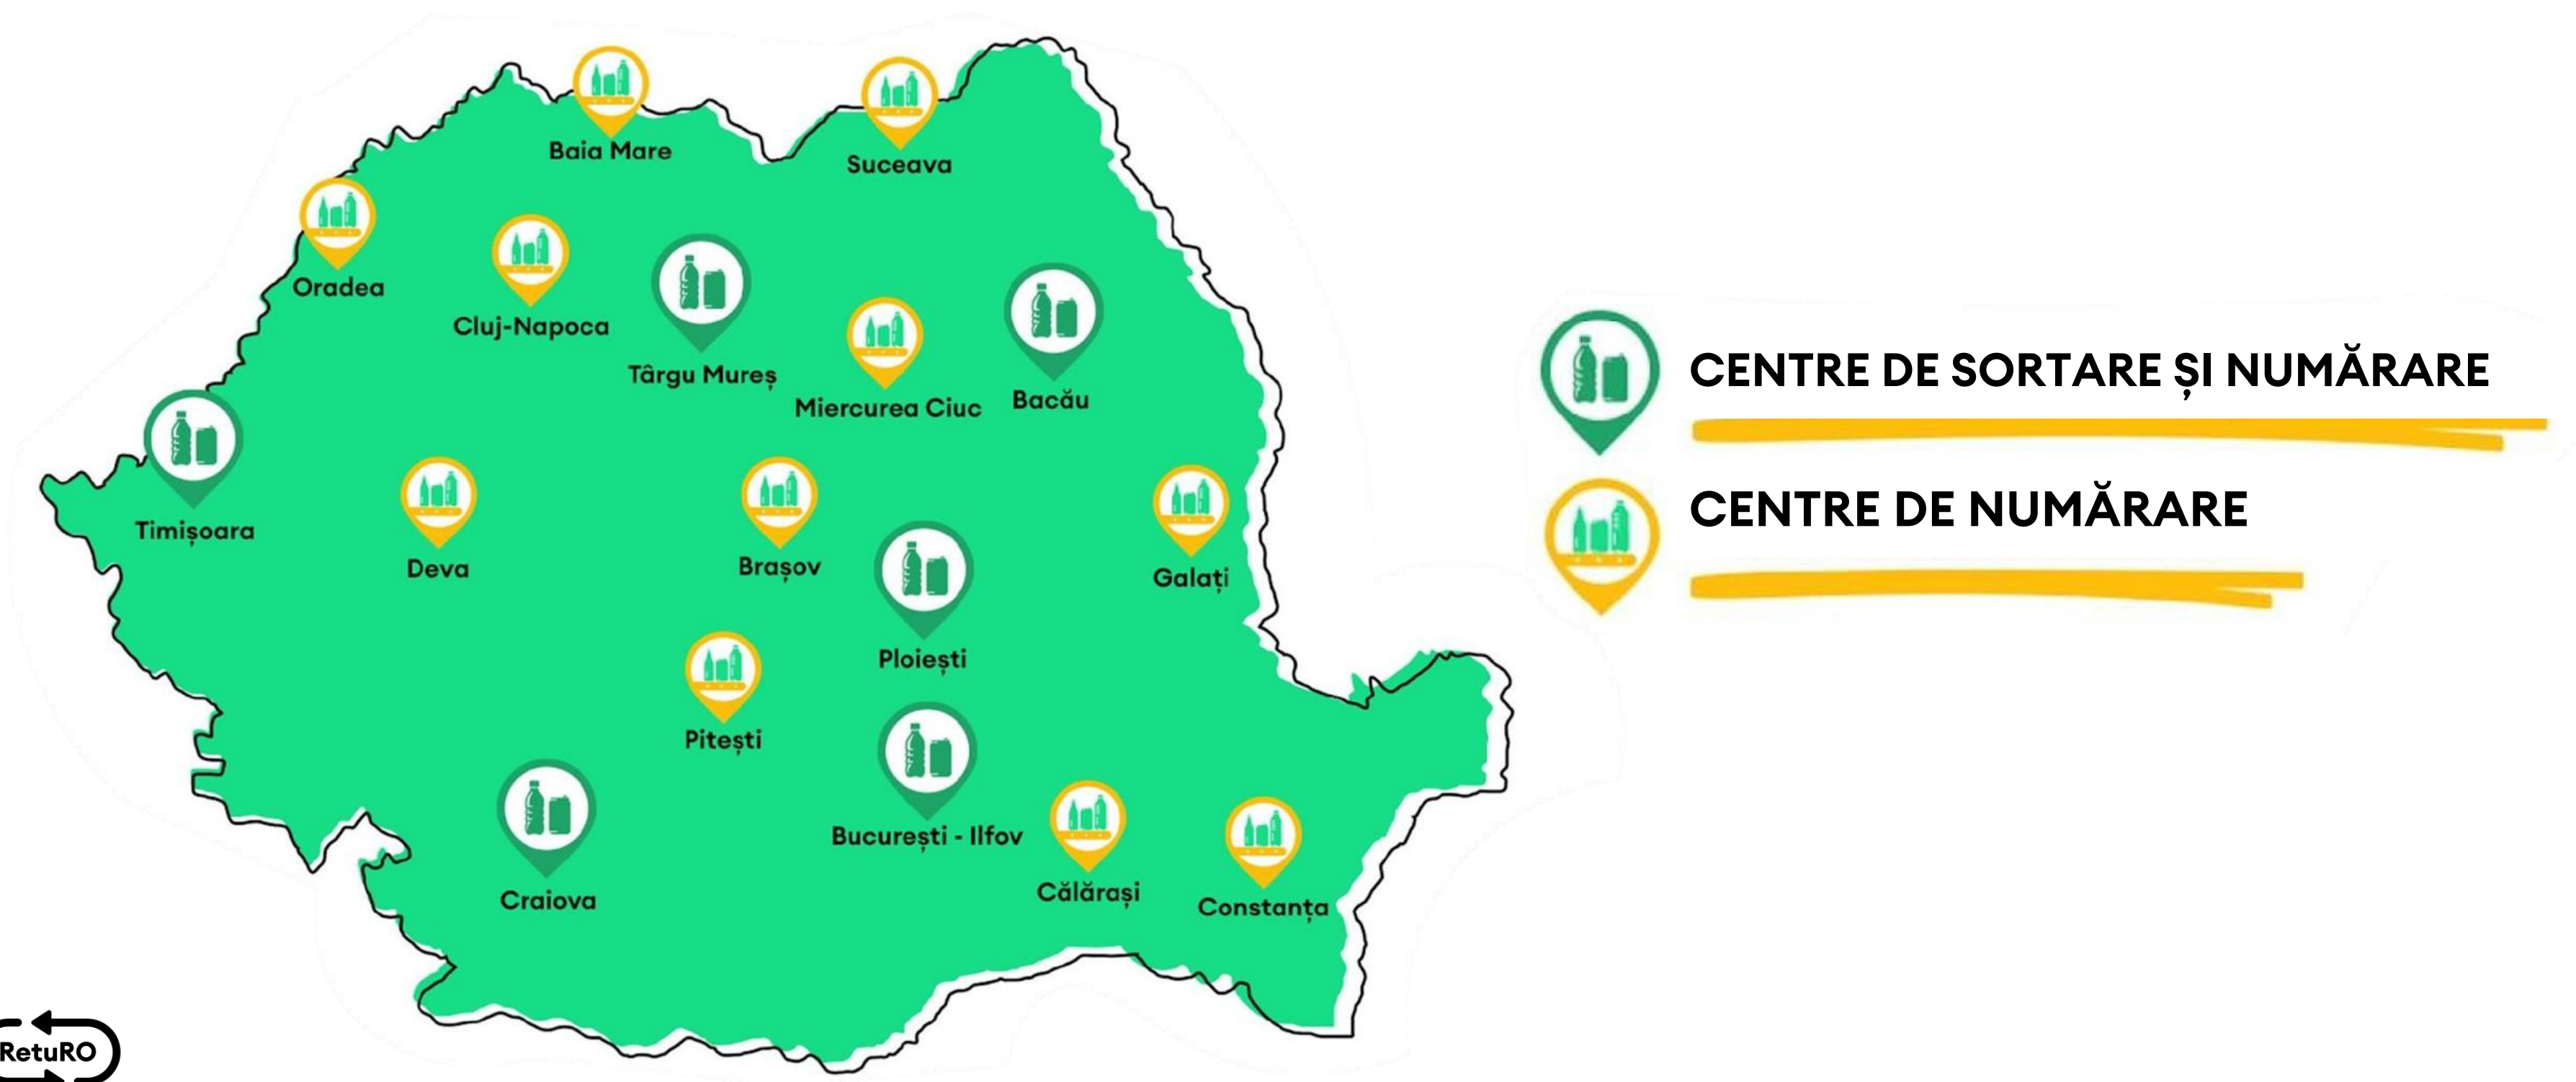 Baia Mare
Suceava
Oradea
Cluj-Napoca
Târgu Mureș
Miercurea Ciuc
Bacău
Timișoara
Deva
Brașov
Galați
Ploiești
Pitești
București - Ilfov
Craiova
Călărași
Constanța
CENTRE DE SORTARE ȘI NUMĂRARE
CENTRE DE NUMĂRARE
RetuRO